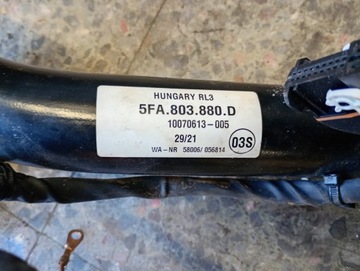 HUNGARY RL3
5FA.803.880.D
10070613-005
29/21
03S
WA-NR 58006/056814